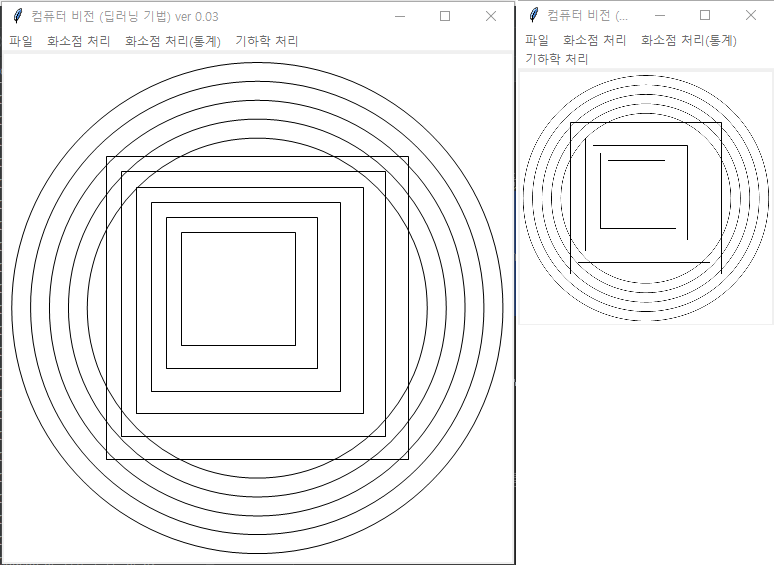 컴퓨터 비전 (딥러닝 기법) ver 0.03
파일 화소점 처리 화소점 처리(통계) 기하학 처리
컴퓨터 비전 (...
파일 화소점 처리 화소점 처리(통계)
기하학 처리